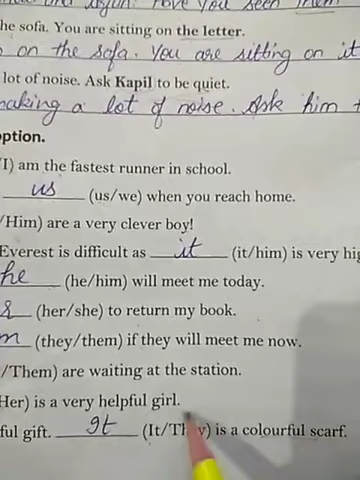 he sofa. You are sitting on the letter.
on the sofa. You are sitting on it
lot of noise. Ask Kapil to be quiet.
making a lot of noise. Ask him
option.
I) am the fastest runner in school.
us (us/we) when you reach home.
/Him) are a very clever boy!
Everest is difficult as it (it/him) is very hig
he (he/him) will meet me today.
(her/she) to return my book.
m (they/them) if they will meet me now.
/Them) are waiting at the station.
Her) is a very helpful girl.
ful gift. It (It/They) is a colourful scarf.